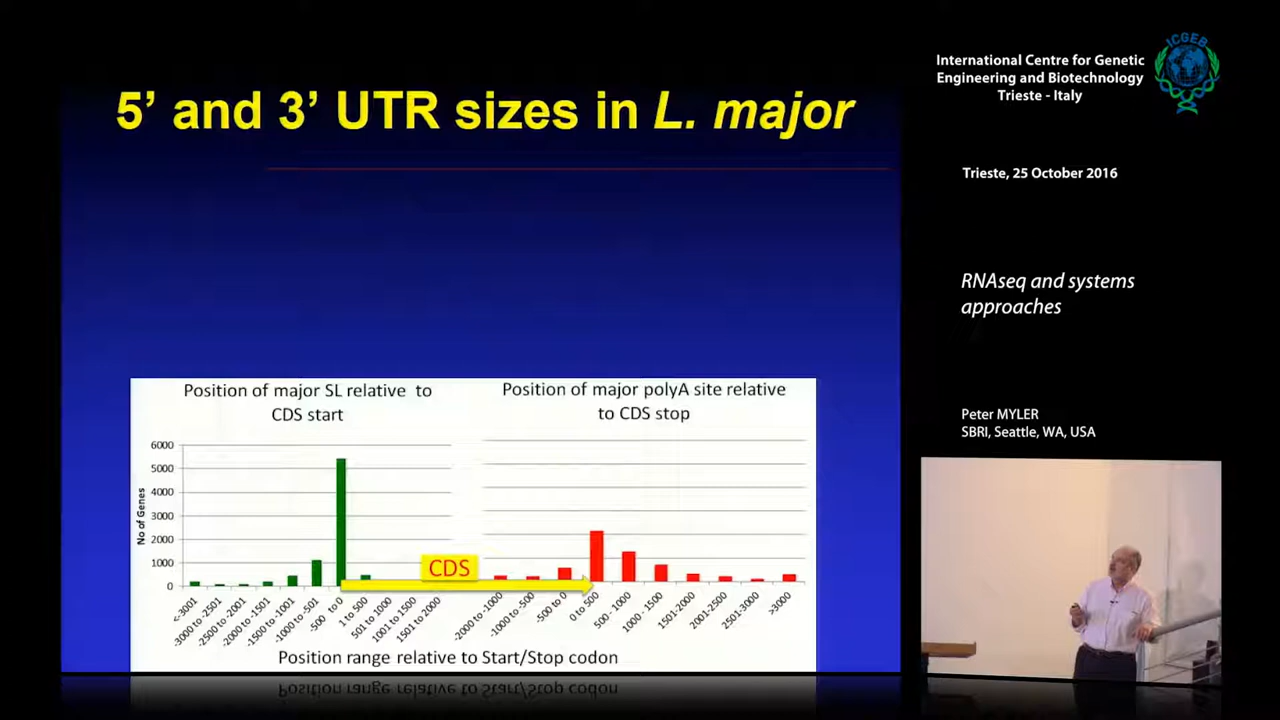 5’ and 3’ UTR sizes in L. major
Position of major SL relative to
CDS start
Position of major polyA site relative
to CDS stop
No of Genes
6000
5000
4000
3000
2000
1000
0
CDS
<-3001
-3000 to -2501
-2500 to -2001
-2000 to -1501
-1500 to -1001
-1000 to -501
-500 to 0
1 to 500
501 to 1000
1001 to 1500
1501 to 2000
-2000 to -1000
-1000 to -500
-500 to 0
0 to 500
500 - 1000
1000 - 1500
1501-2000
2001-2500
2501-3000
>3000
Position range relative to Start/Stop codon
International Centre for Genetic
Engineering and Biotechnology
Trieste - Italy
ICGEB
Trieste, 25 October 2016
RNAseq and systems
approaches
Peter MYLER
SBRI, Seattle, WA, USA